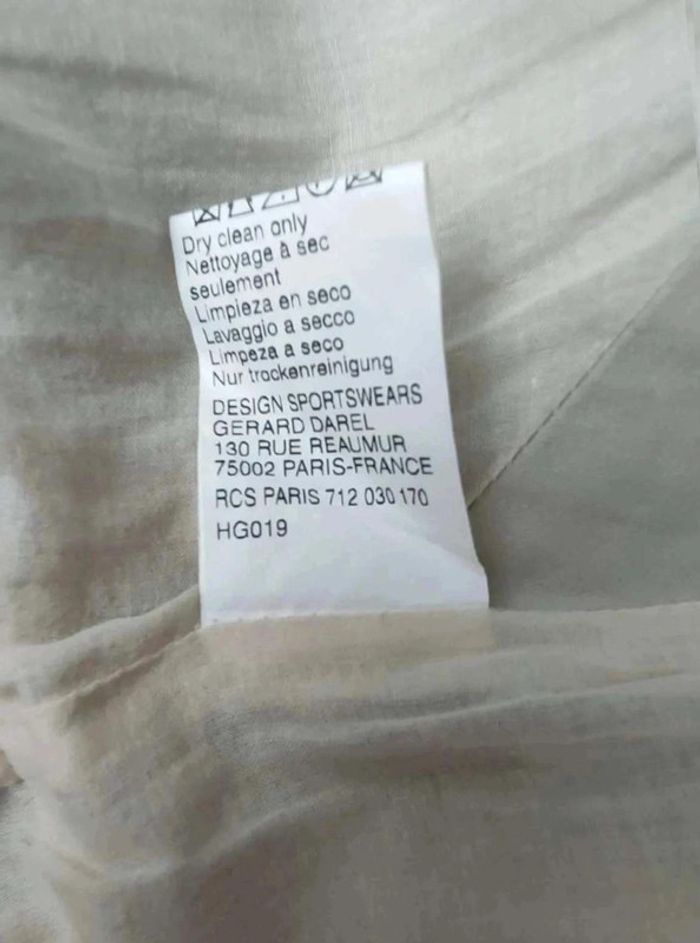 Dry clean only
Nettoyage à sec
seulement
Limpieza en seco
Lavaggio a secco
Limpeza a seco
Nur trockenreinigung
DESIGN SPORTSWEARS
GERARD DAREL
130 RUE REAUMUR
75002 PARIS-FRANCE
RCS PARIS 712 030 170
HG019